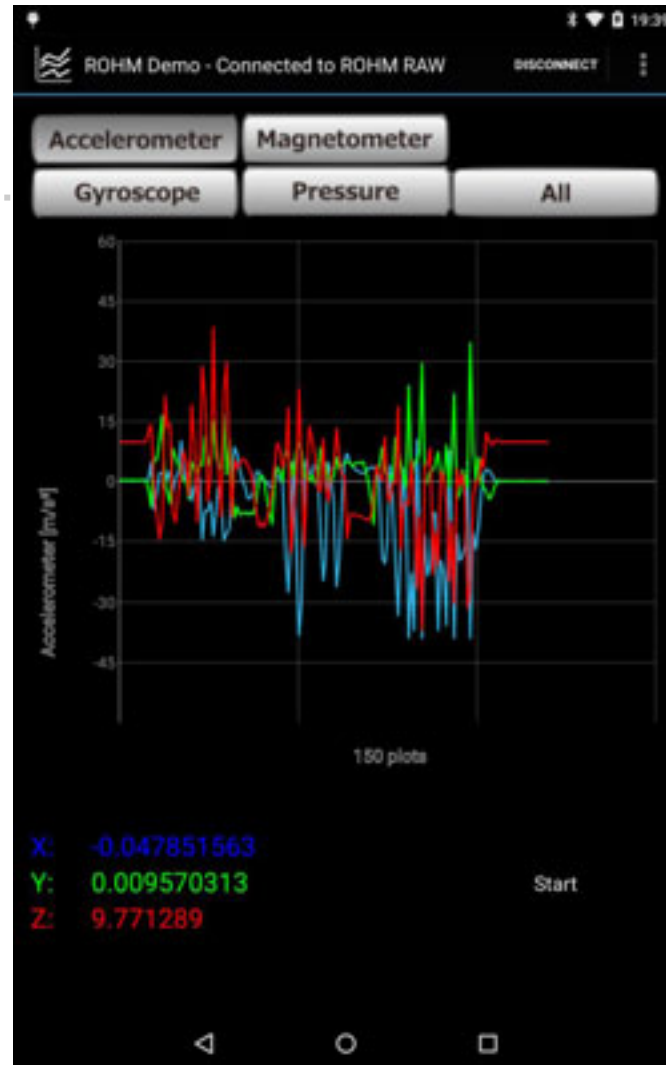 19:39
ROHM Demo - Connected to ROHM RAW DISCONNECT
Accelerometer Magnetometer
Gyroscope Pressure All
60
45
30
15
0
-15
-30
-45
Accelerometer [m/s²]
150 plots
X: -0.047851563
Y: 0.009570313
Start
Z: 9.771289